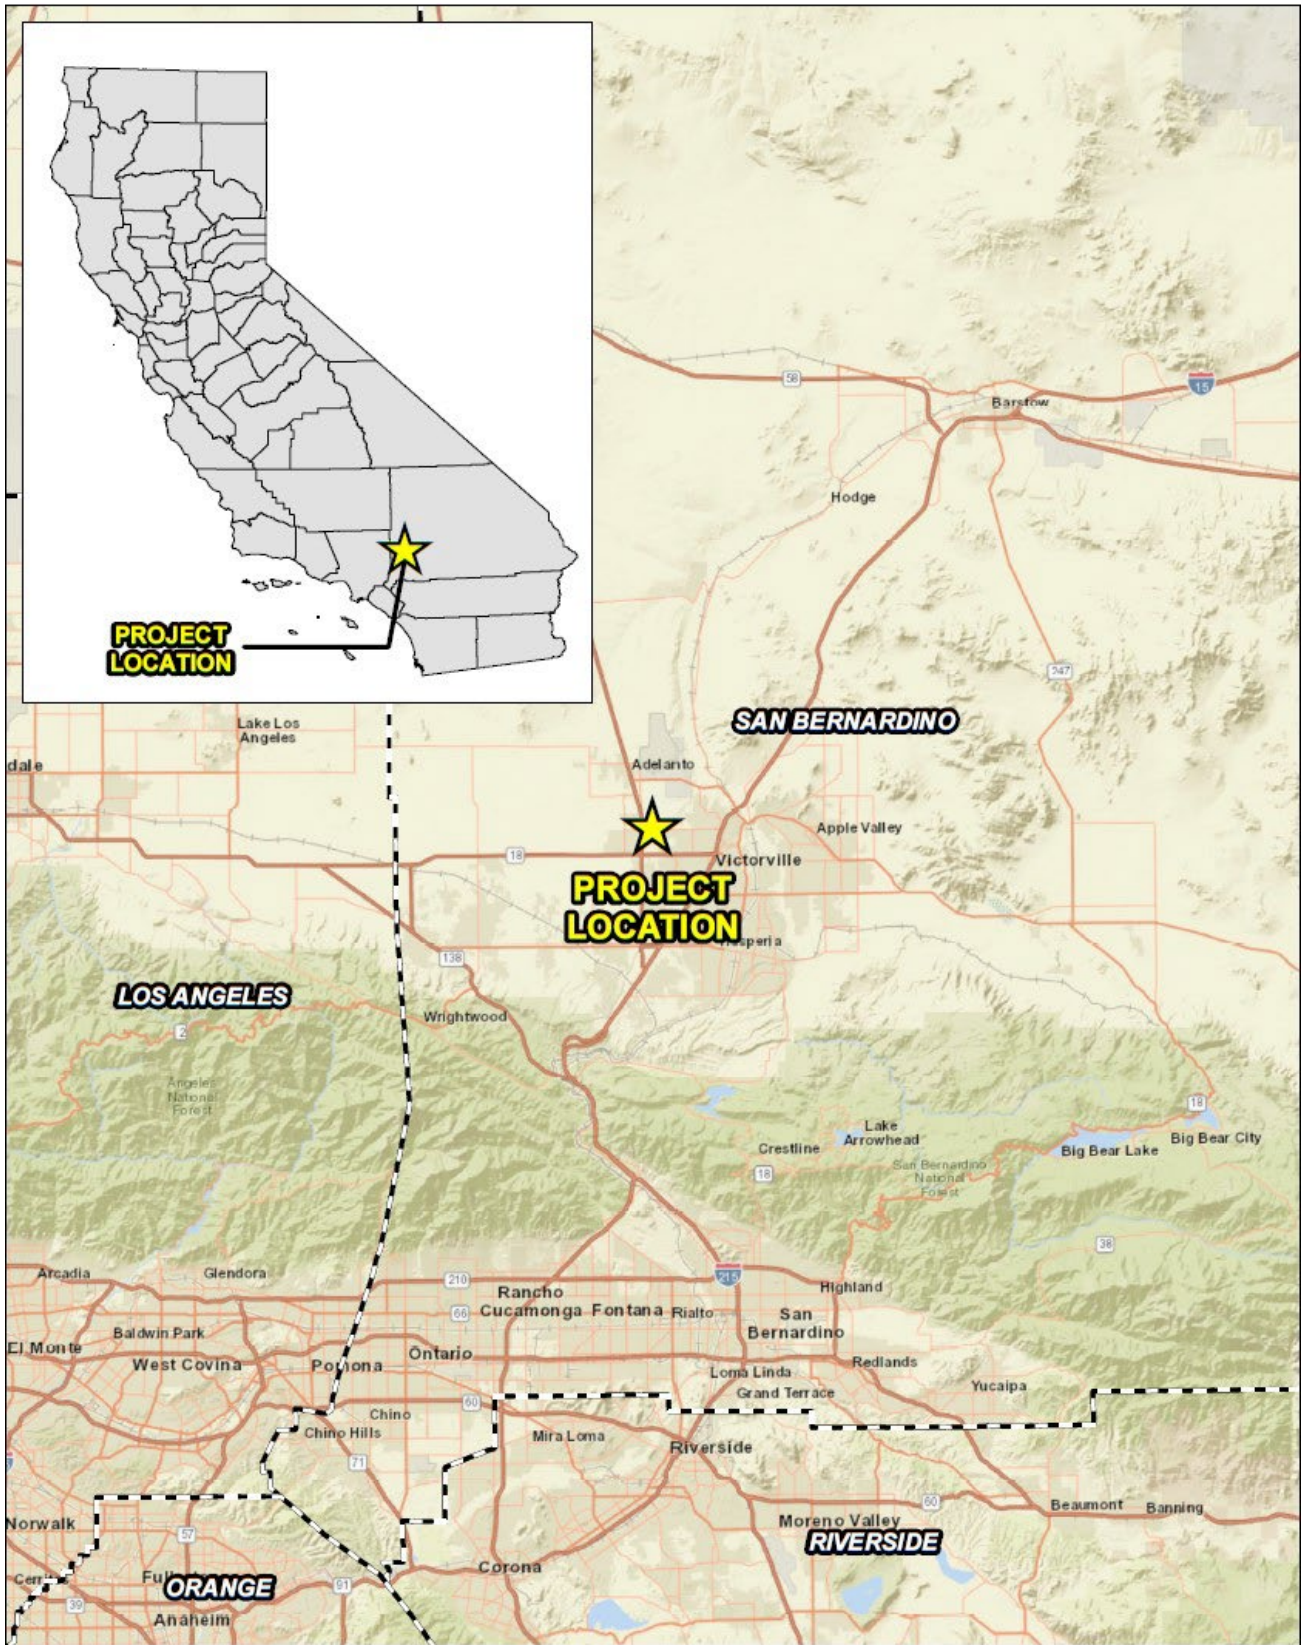 PROJECT
LOCATION
58
15
Barstow
Hodge
247
SAN BERNARDINO
Lake Los
Angeles
dale
Adelanto
Apple Valley
18
Victorville
PROJECT
LOCATION
138
LOS ANGELES
Wrightwood
2
Angeles
National
Forest
18
Lake
Arrowhead
Crestline
Big Bear Lake
Big Bear City
18
San Bernardino
National
Forest
38
Arcadia
Glendora
210
215
Highland
Rancho
Cucamonga
Fontana
Rialto
66
San
Bernardino
Baldwin Park
El Monte
West Covina
Pomona
Ontario
Loma Linda
Redlands
Grand Terrace
Yucaipa
60
Chino
Chino Hills
Mira Loma
Riverside
71
60
Beaumont
Banning
Norwalk
57
Moreno Valley
RIVERSIDE
Corona
91
ORANGE
39
Anaheim